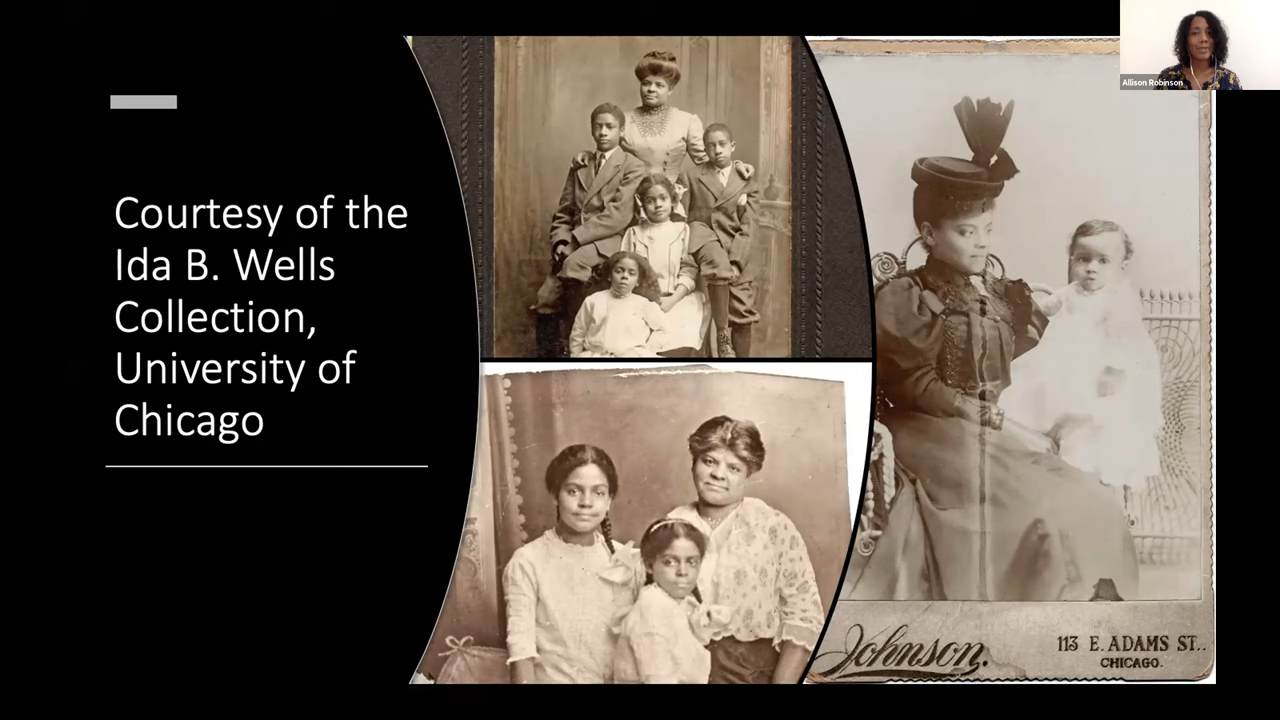 Courtesy of the
Ida B. Wells
Collection,
University of
Chicago
Allison Robinson
Johnson.
113 E. ADAMS ST..
CHICAGO.